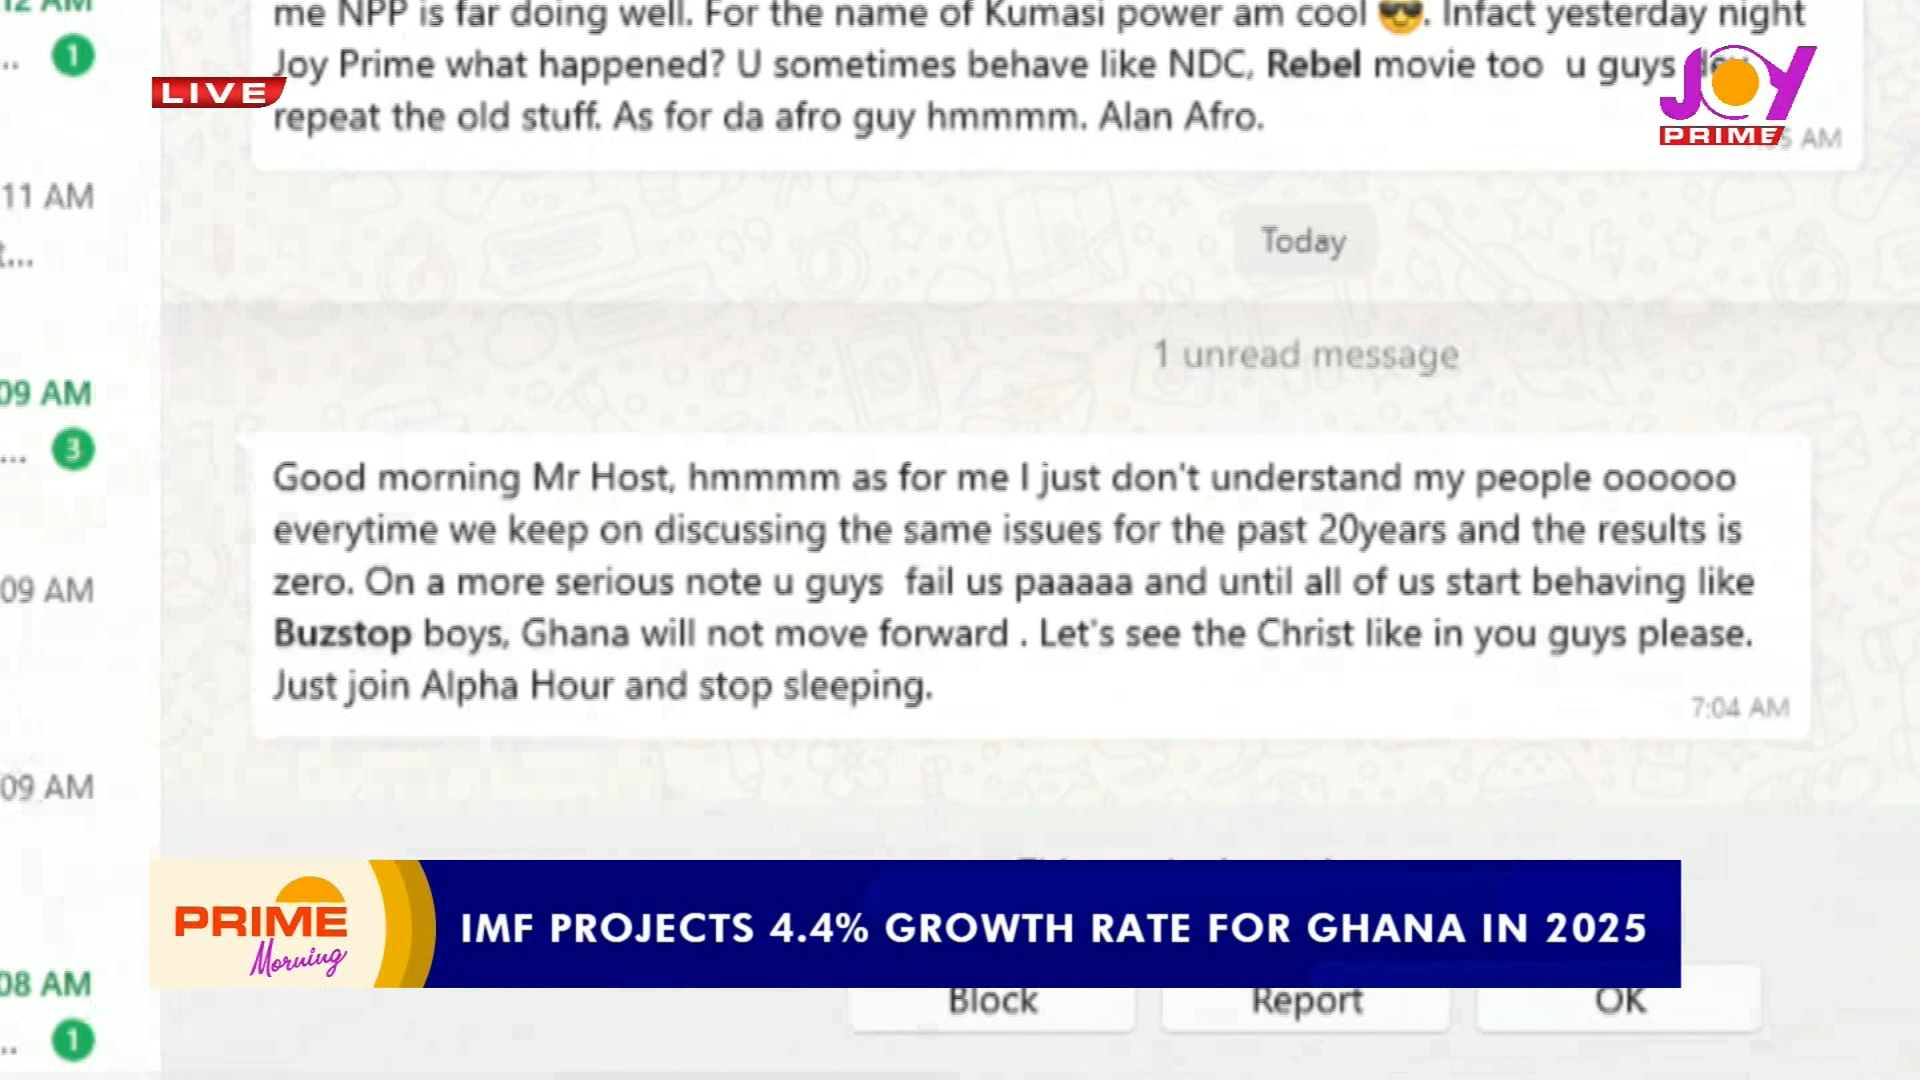 12 AM
me NPP is far doing well. For the name of Kumasi power am cool 😎. Infact yesterday night
.. 1
Joy Prime what happened? U sometimes behave like NDC, Rebel movie too u guys
LIVE
JOY
PRIME
repeat the old stuff. As for da afro guy hmmmm. Alan Afro.
AM
11 AM
t...
Today
1 unread message
09 AM
... 3
Good morning Mr Host, hmmmm as for me I just don't understand my people oooooo
everytime we keep on discussing the same issues for the past 20years and the results is
zero. On a more serious note u guys fail us paaaaa and until all of us start behaving like
Buzstop boys, Ghana will not move forward . Let's see the Christ like in you guys please.
Just join Alpha Hour and stop sleeping.
7:04 AM
09 AM
09 AM
PRIME
Morning
IMF PROJECTS 4.4% GROWTH RATE FOR GHANA IN 2025
08 AM
.. 1
Block
Report
OK